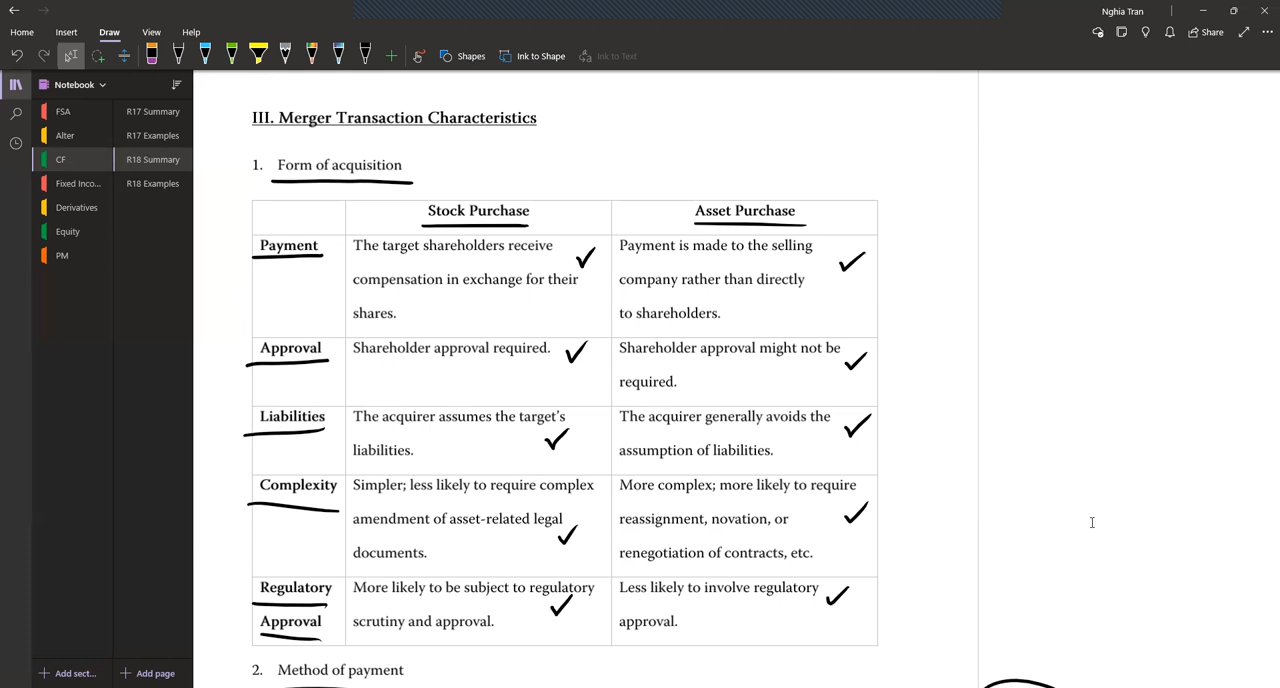 Nghia Tran
Home Insert Draw View Help
Share
Shapes Ink to Shape Ink to Text
Notebook
FSA
Alter
CF
Fixed Inco...
Derivatives
Equity
PM
R17 Summary
R17 Examples
R18 Summary
R18 Examples
Add sect...
Add page
III. Merger Transaction Characteristics
1. Form of acquisition
Stock Purchase
Asset Purchase
Payment
The target shareholders receive
compensation in exchange for their
shares.
Payment is made to the selling
company rather than directly
to shareholders.
Approval
Shareholder approval required.
Shareholder approval might not be
required.
Liabilities
The acquirer assumes the target's
liabilities.
The acquirer generally avoids the
assumption of liabilities.
Complexity
Simpler; less likely to require complex
amendment of asset-related legal
documents.
More complex; more likely to require
reassignment, novation, or
renegotiation of contracts, etc.
Regulatory
Approval
More likely to be subject to regulatory
scrutiny and approval.
Less likely to involve regulatory
approval.
2. Method of payment